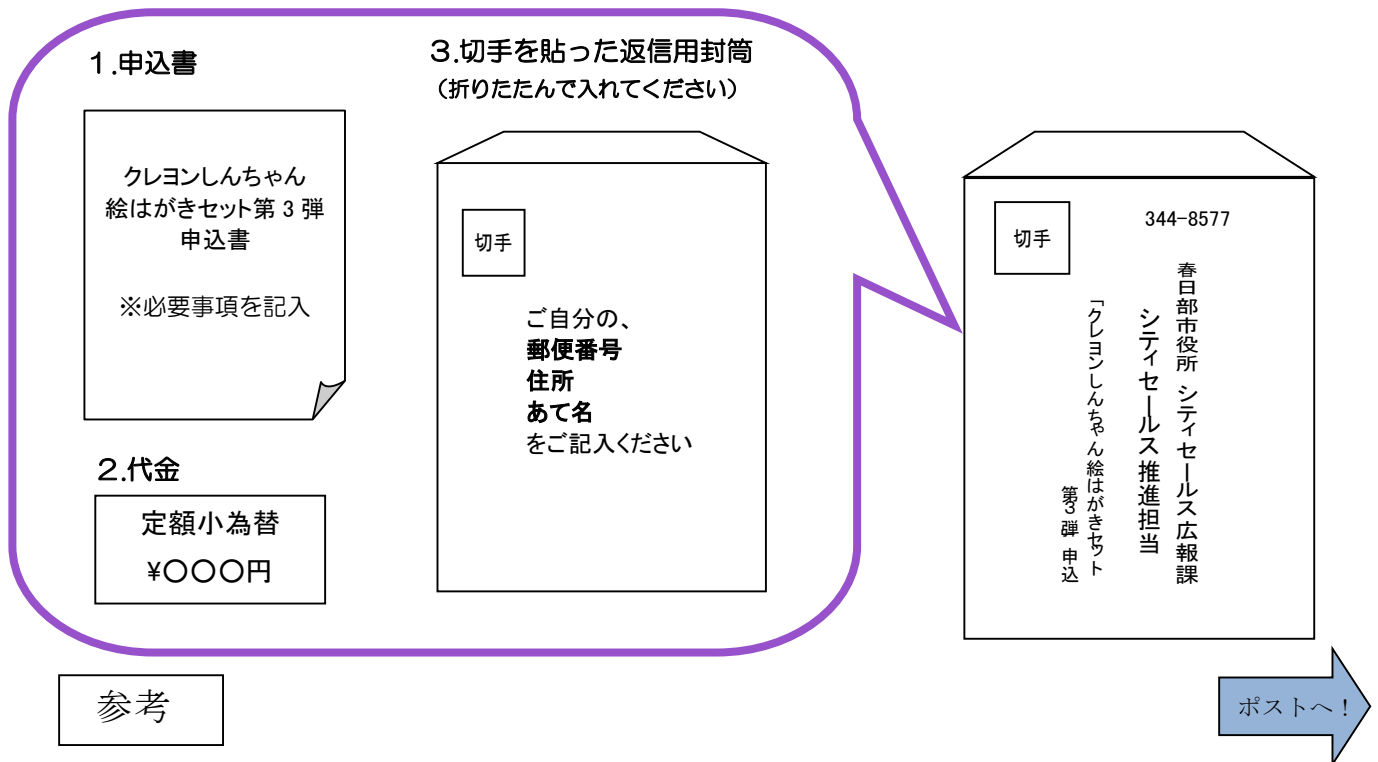 1.申込書
クレヨンしんちゃん
絵はがきセット第 3 弾
申込書
※必要事項を記入
2.代金
定額小為替
¥〇〇〇円
3.切手を貼った返信用封筒
（折りたたんで入れてください）
切手
ご自分の、
郵便番号
住所
あて名
をご記入ください
切手
344-8577
春日部市役所 シティセールス広報課
シティセールス推進担当
「クレヨンしんちゃん絵はがきセット
第3 弾 申込
参考
ポストへ！